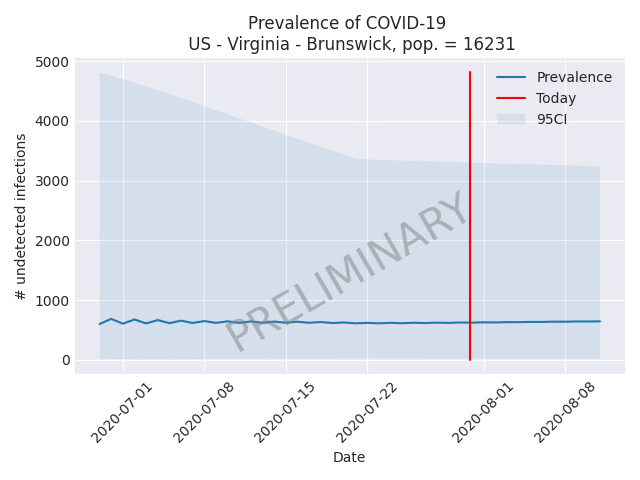 Prevalence of COVID-19
US - Virginia - Brunswick, pop. = 16231
# undetected infections
5000
4000
3000
2000
1000
0
Prevalence
Today
95CI
PRELIMINARY
2020-07-01
2020-07-08
2020-07-15
2020-07-22
2020-08-01
2020-08-08
Date